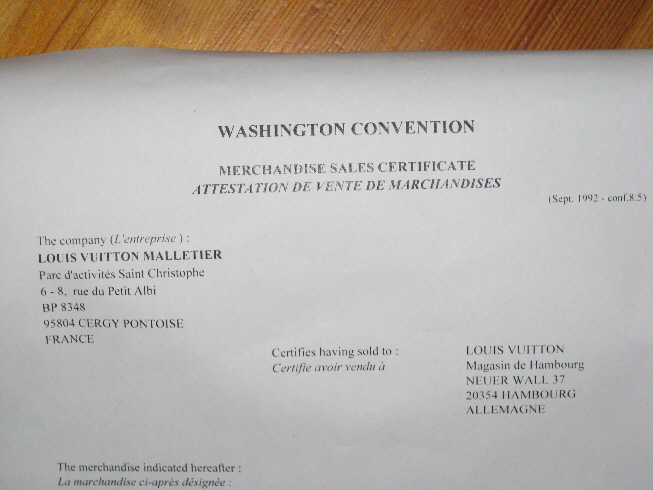 WASHINGTON CONVENTION
MERCHANDISE SALES CERTIFICATE
ATTESTATION DE VENTE DE MARCHANDISES
(Sept. 1992 - conf.8.5)
The company (L'entreprise ) :
LOUIS VUITTON MALLETIER
Parc d'activités Saint Christophe
6 - 8, rue du Petit Albi
BP 8348
95804 CERGY PONTOISE
FRANCE
Certifies having sold to :
Certifie avoir vendu à
LOUIS VUITTON
Magasin de Hambourg
NEUER WALL 37
20354 HAMBOURG
ALLEMAGNE
The merchandise indicated hereafter :
La marchandise ci-après désignée :